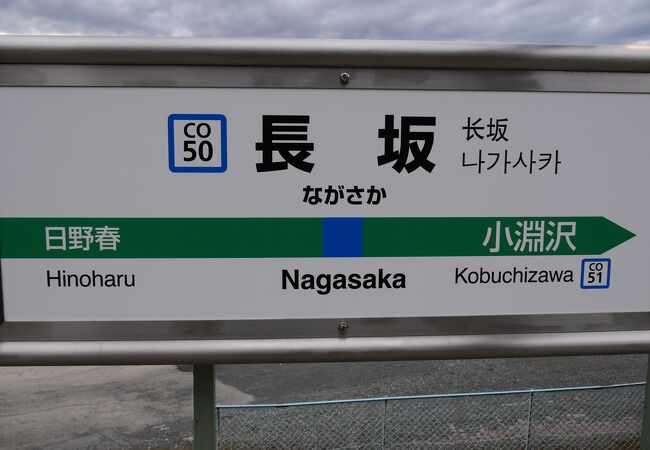 CO
50
長坂
长坂
나가사카
ながさか
日野春
小淵沢
Hinoharu
Nagasaka
Kobuchizawa
CO
51